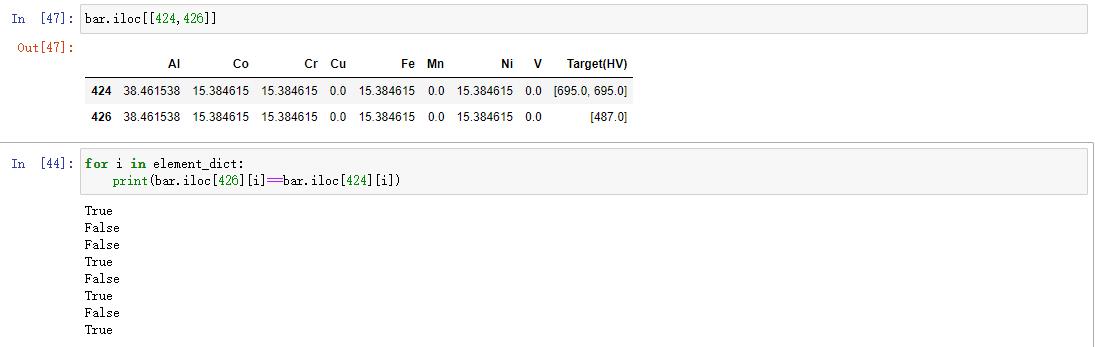 In [47]: bar.iloc[[424,426]]
Out[47]:
Al Co Cr Cu Fe Mn Ni V Target(HV)
424 38.461538 15.384615 15.384615 0.0 15.384615 0.0 15.384615 0.0 [695.0, 695.0]
426 38.461538 15.384615 15.384615 0.0 15.384615 0.0 15.384615 0.0 [487.0]
In [44]: for i in element_dict:
print(bar.iloc[426][i]==bar.iloc[424][i])
True
False
False
True
False
True
False
True